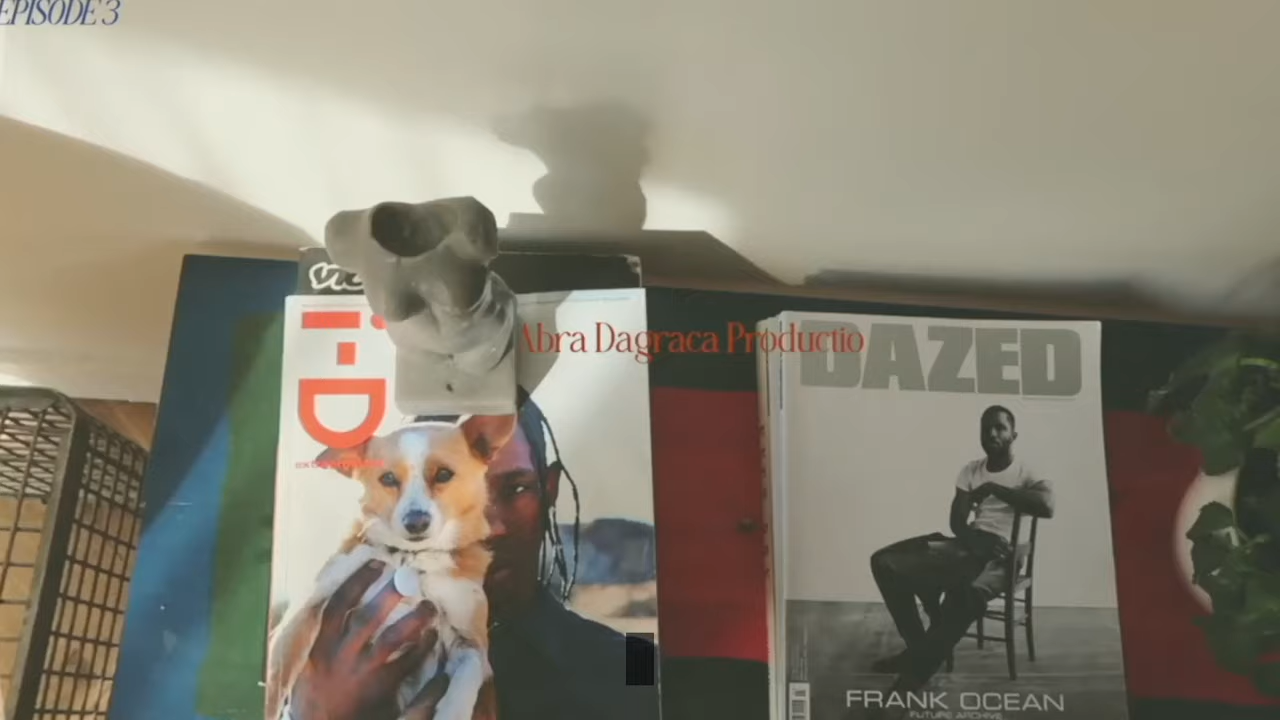 EPISODE 3
i-D
Abra Dagraca Productio
DAZED
FRANK OCEAN
FUTURE ARCHIVE